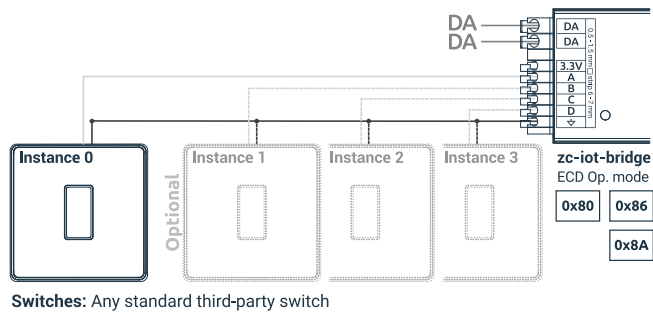 DA
DA
DA
DA
3.3V
A
B
C
D
0.5 - 1.5 mm□ strip 6 - 7 mm
Instance 0
Instance 1
Instance 2
Instance 3
Optional
zc-iot-bridge
ECD Op. mode
0x80
0x86
0x8A
Switches: Any standard third-party switch